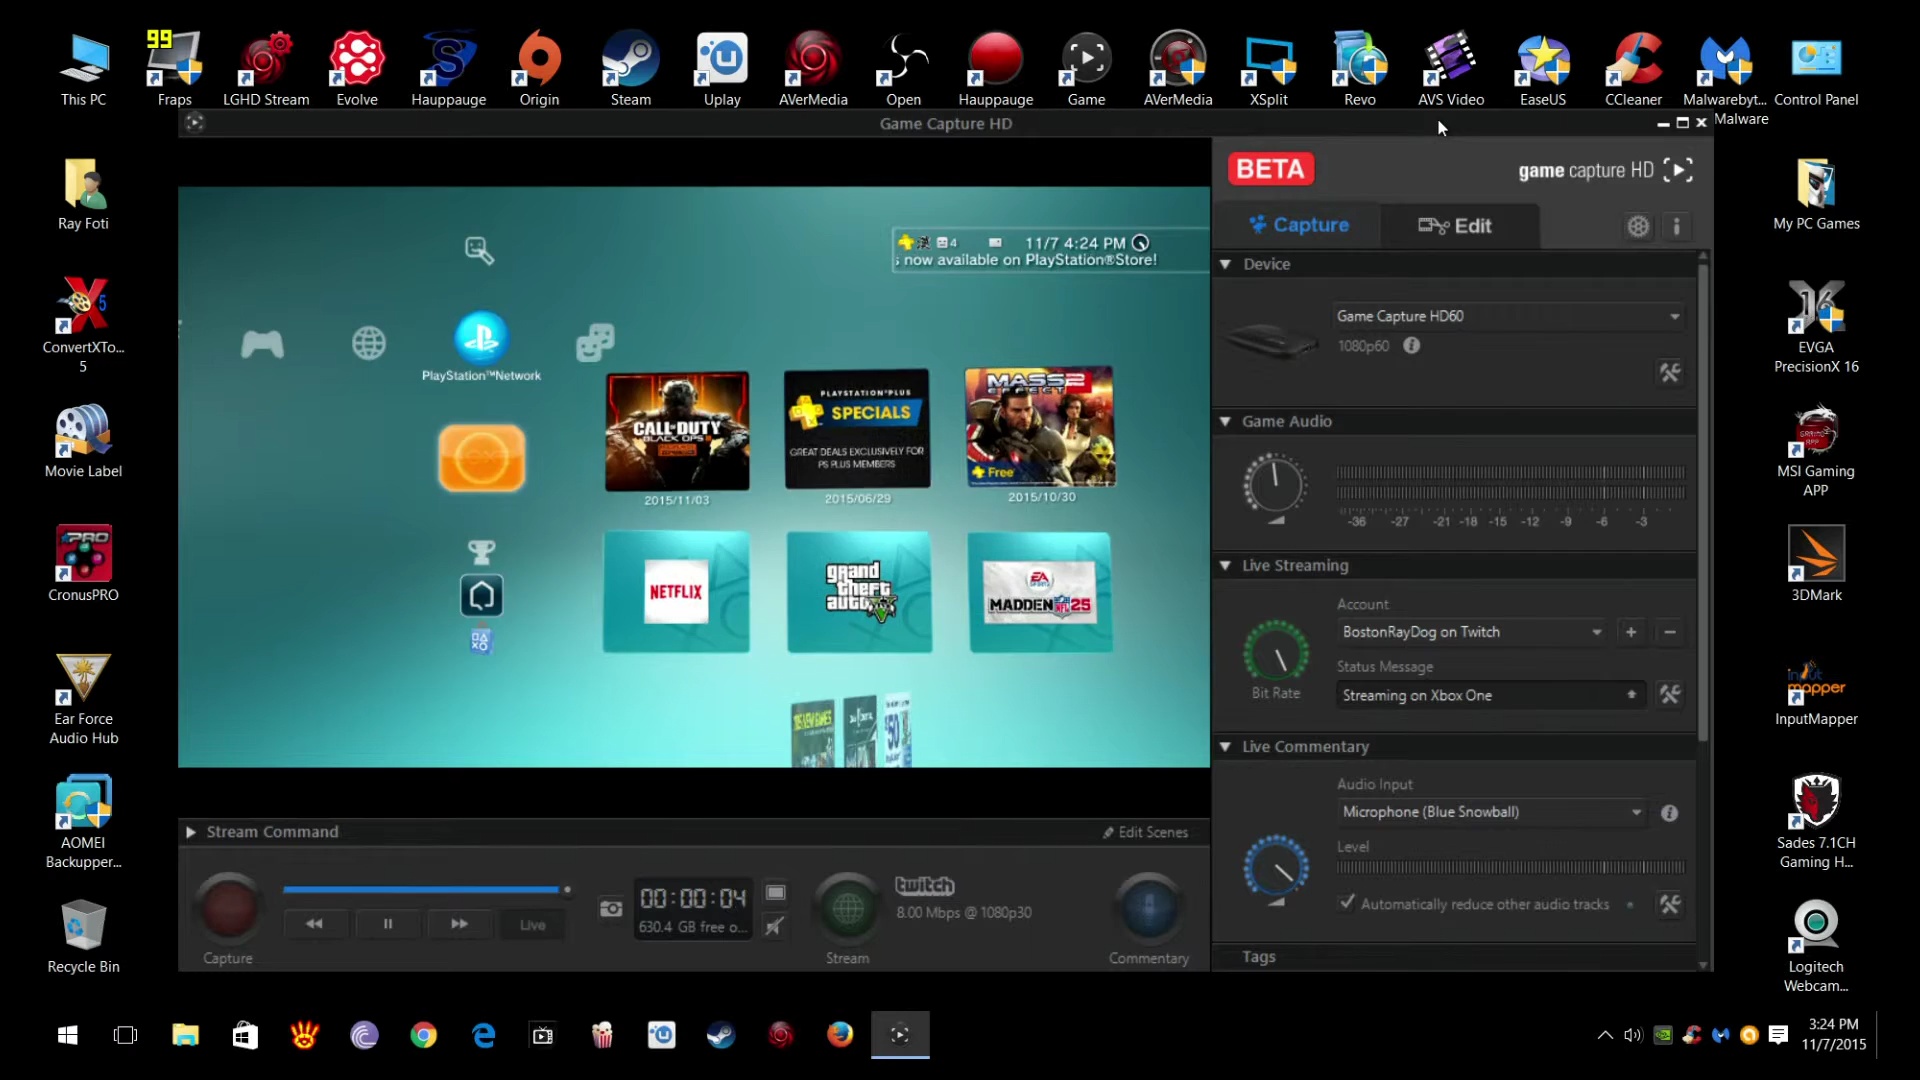 99
This PC
Fraps
LGHD Stream
Evolve
Hauppauge
Origin
Steam
Uplay
AVerMedia
Open
Hauppauge
Game
AVerMedia
XSplit
Revo
AVS Video
EaseUS
CCleaner
Malwarebyt...
Malware
Control Panel
Game Capture HD
Ray Foti
ConvertXTo...
5
Movie Label
CronusPRO
Ear Force
Audio Hub
AOMEI
Backupper...
Recycle Bin
4
11/7 4:24 PM
s now available on PlayStation®Store!
PlayStation™Network
CALL OF DUTY
BLACK OPS
2015/11/03
PLAYSTATION®PLUS
SPECIALS
GREAT DEALS EXCLUSIVELY FOR
PS PLUS MEMBERS
2015/06/29
MASS 2
EFFECT
Free
2015/10/30
NETFLIX
grand
theft
auto V
EA
SPORTS
MADDEN NFL 25
BETA
game capture HD
Capture
Edit
Device
Game Capture HD60
1080p60
Game Audio
-36 -27 -21 -18 -15 -12 -9 -6 -3
Live Streaming
Account
BostonRayDog on Twitch
Bit Rate
Status Message
Streaming on Xbox One
Live Commentary
Audio Input
Microphone (Blue Snowball)
Level
Automatically reduce other audio tracks
Tags
Stream Command
Edit Scenes
Live
00:00:04
630.4 GB free o...
twitch
8.00 Mbps @ 1080p30
Capture
Stream
Commentary
My PC Games
EVGA
PrecisionX 16
MSI Gaming
APP
3DMark
input
mapper
InputMapper
Sades 7.1CH
Gaming H...
Logitech
Webcam...
3:24 PM
11/7/2015